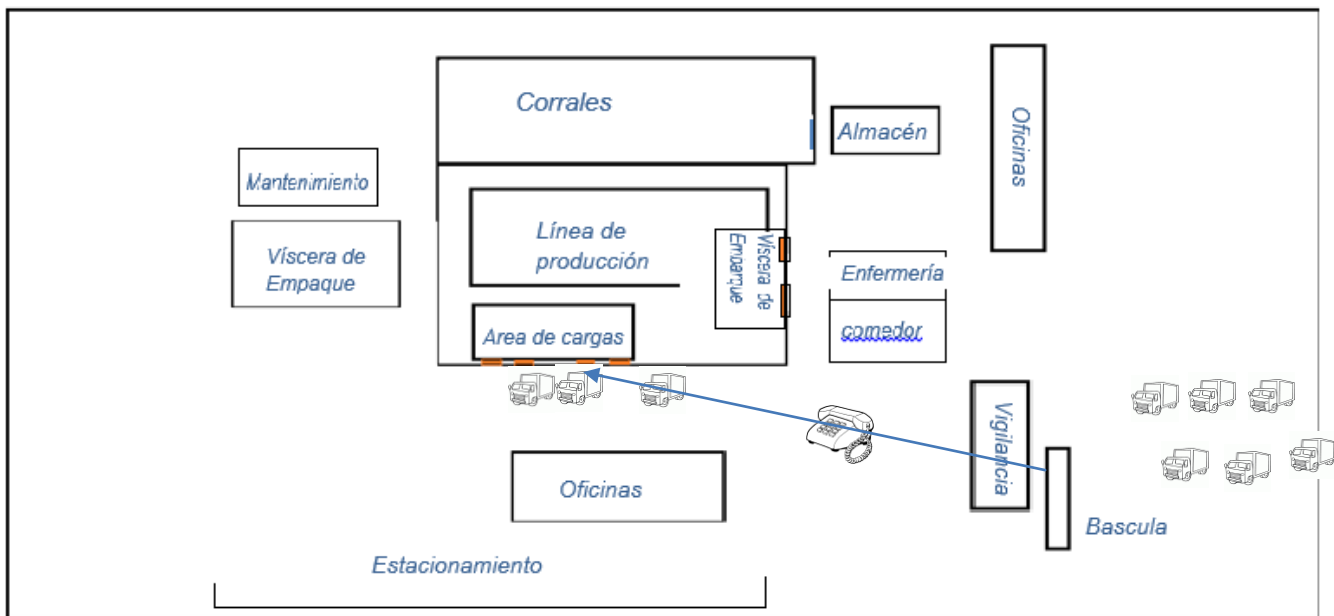 Corrales
Almacén
Oficinas
Mantenimiento
Línea de
producción
Víscera de
Embarque
Víscera de
Empaque
Enfermería
comedor
Area de cargas
Vigilancia
Oficinas
Bascula
Estacionamiento